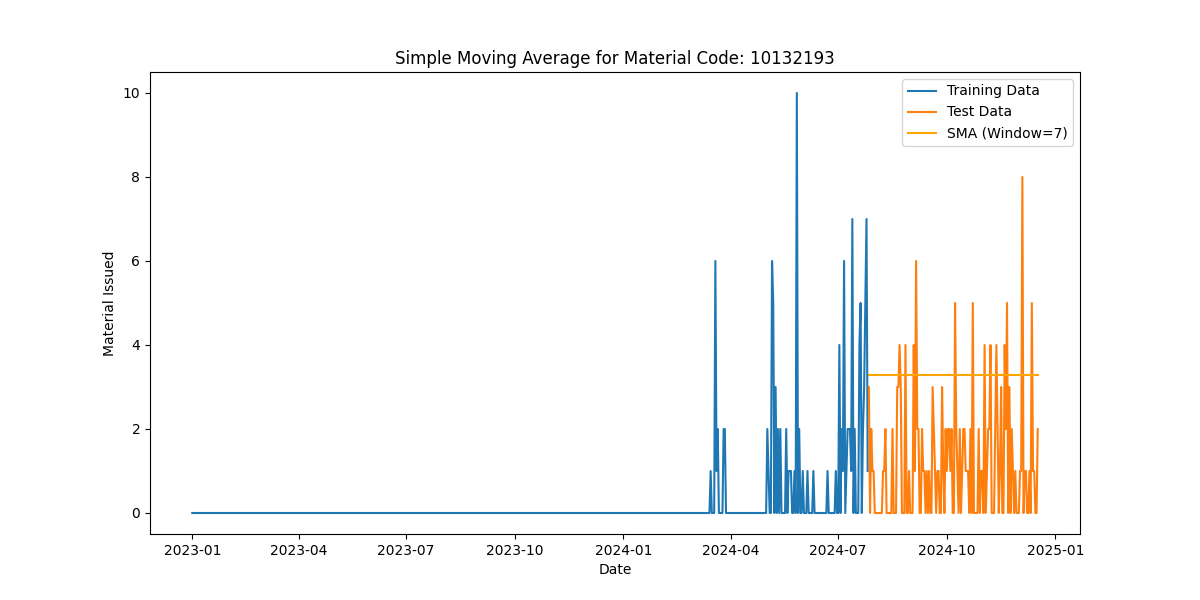 Simple Moving Average for Material Code: 10132193
Training Data
Test Data
SMA (Window=7)
10
8
6
4
2
0
Material Issued
2023-01
2023-04
2023-07
2023-10
2024-01
2024-04
2024-07
2024-10
2025-01
Date